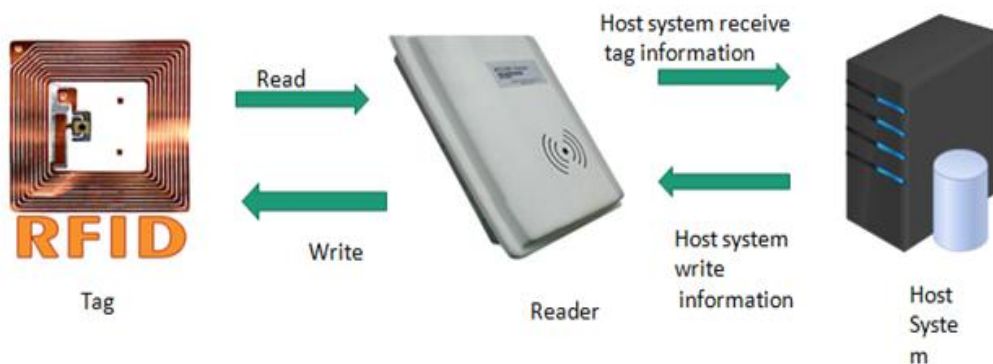 Host system receive
tag information
Read
RFID
Write
Host system
write
information
Tag
Reader
Host
Syste
m